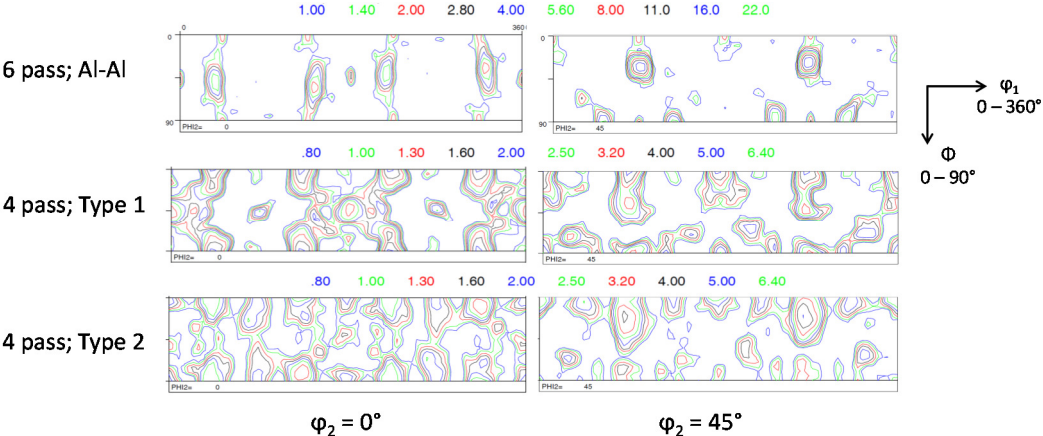 1.00 1.40 2.00 2.80 4.00 5.60 8.00 11.0 16.0 22.0
0 360
6 pass; Al-Al
0
90
PHI2= 0
0
90
PHI2= 45
φ1
0 – 360°
Φ
0 – 90°
.80 1.00 1.30 1.60 2.00 2.50 3.20 4.00 5.00 6.40
4 pass; Type 1
PHI2= 0
PHI2= 45
.80 1.00 1.30 1.60 2.00 2.50 3.20 4.00 5.00 6.40
4 pass; Type 2
PHI2= 0
PHI2= 45
φ2 = 0°
φ2 = 45°